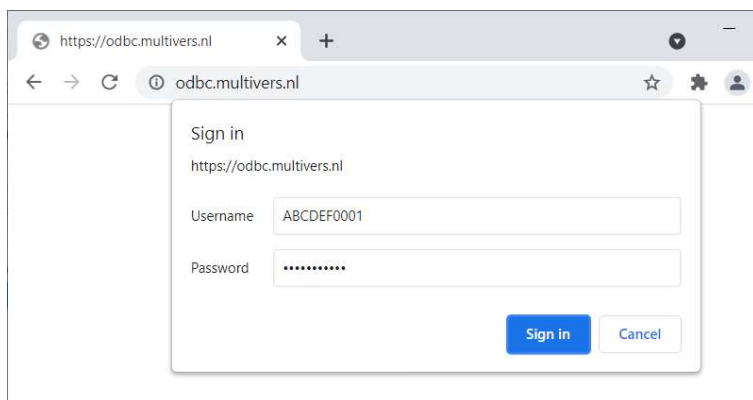 https://odbc.multivers.nl
odbc.multivers.nl
Sign in
https://odbc.multivers.nl
Username ABCDEF0001
Password •••••••••••
Sign in Cancel